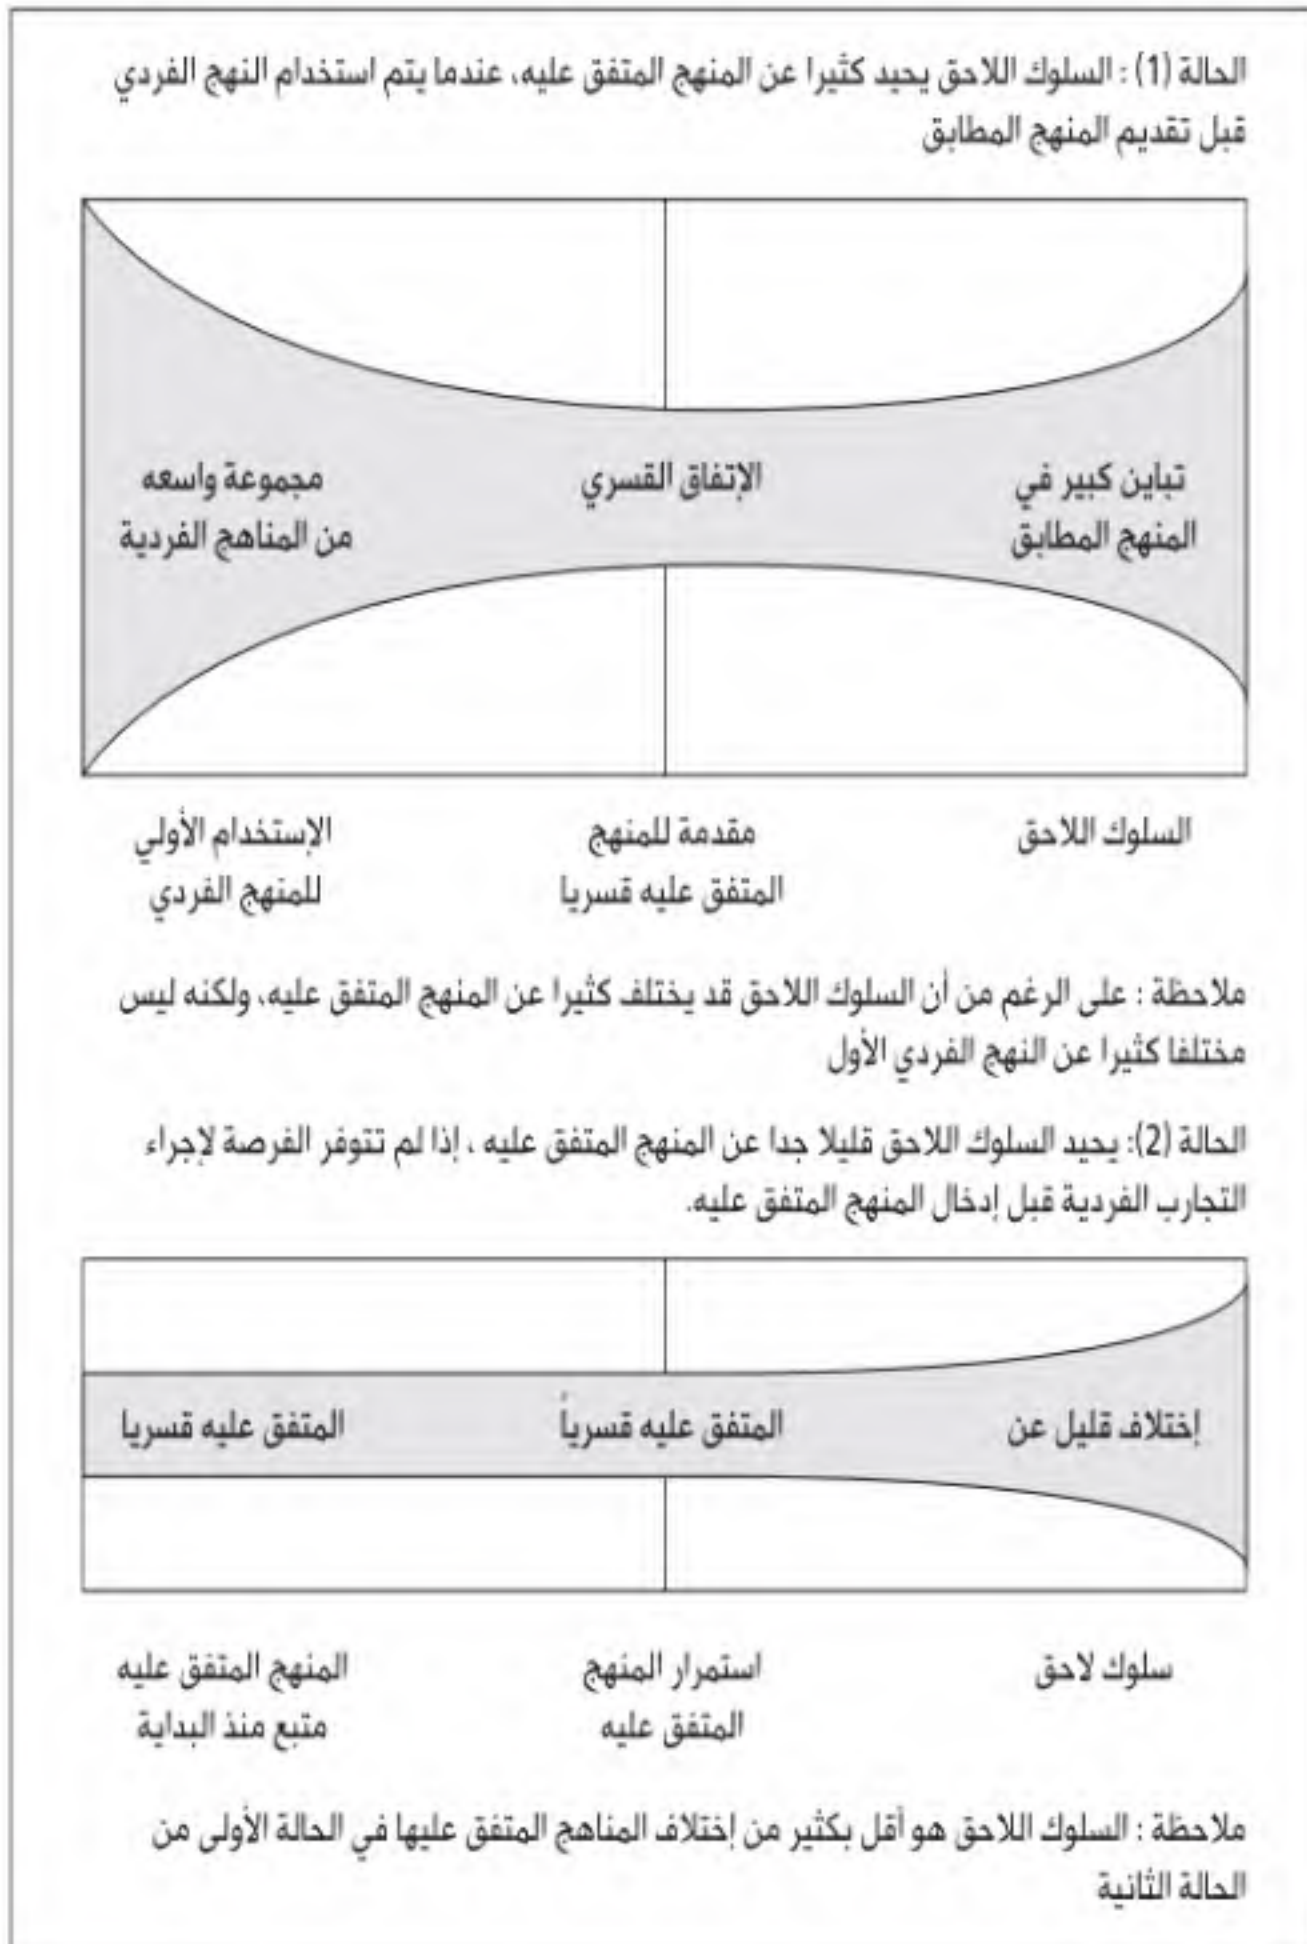 الحالة (1) : السلوك اللاحق يحيد كثيرا عن المنهج المتفق عليه، عندما يتم استخدام النهج الفردي
قبل تقديم المنهج المطابق
مجموعة واسعه
من المناهج الفردية
الإتفاق القسري
تباين كبير في
المنهج المطابق
الإستخدام الأولي
للمنهج الفردي
مقدمة للمنهج
المتفق عليه قسريا
السلوك اللاحق
ملاحظة : على الرغم من أن السلوك اللاحق قد يختلف كثيرا عن المنهج المتفق عليه، ولكنه ليس
مختلفا كثيرا عن النهج الفردي الأول
الحالة (2): يحيد السلوك اللاحق قليلا جدا عن المنهج المتفق عليه ، إذا لم تتوفر الفرصة لإجراء
التجارب الفردية قبل إدخال المنهج المتفق عليه.
المتفق عليه قسريا
المتفق عليه قسرياً
إختلاف قليل عن
المنهج المتفق عليه
متبع منذ البداية
استمرار المنهج
المتفق عليه
سلوك لاحق
ملاحظة : السلوك اللاحق هو أقل بكثير من إختلاف المناهج المتفق عليها في الحالة الأولى من
الحالة الثانية